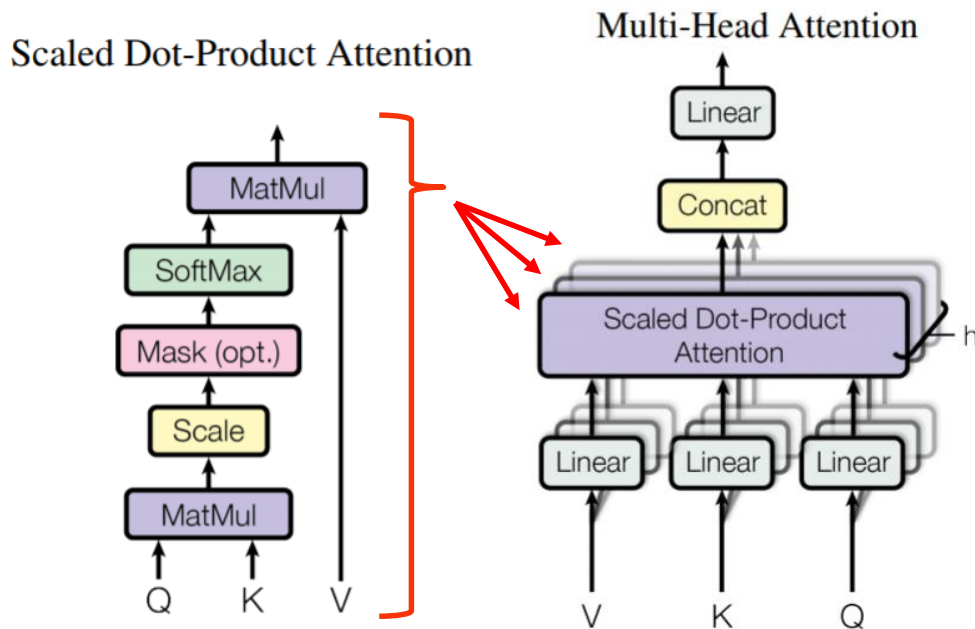 Scaled Dot-Product Attention
MatMul
SoftMax
Mask (opt.)
Scale
MatMul
Q K V
Multi-Head Attention
Linear
Concat
Scaled Dot-Product
Attention
h
Linear Linear Linear
V K Q